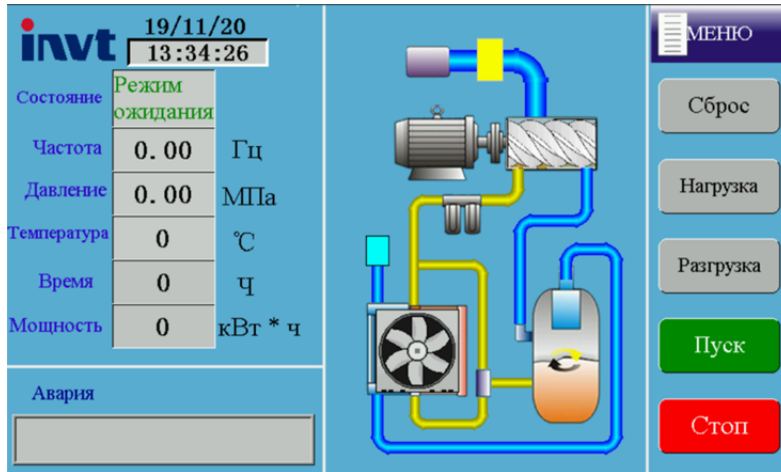 invt
19/11/20
13:34:26
Состояние
Режим
ожидания
Частота
0.00
Гц
Давление
0.00
МПа
Температура
0
℃
Время
0
Ч
Мощность
0
кВт * ч
Авария
МЕНЮ
Сброс
Нагрузка
Разгрузка
Пуск
Стоп